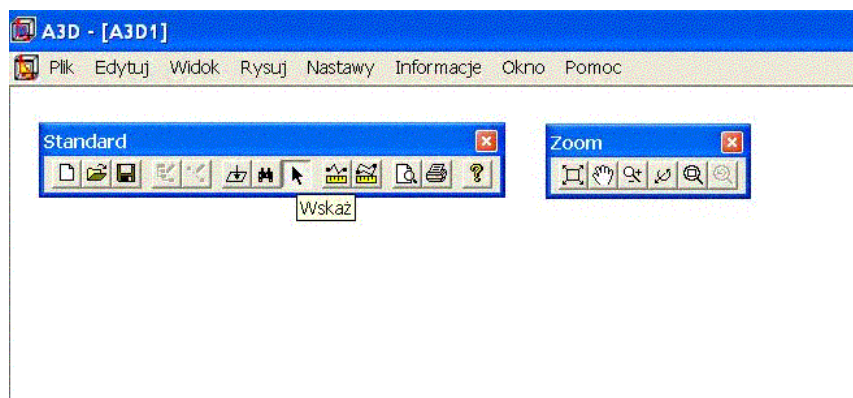 A3D - [A3D1]
Plik Edytuj Widok Rysuj Nastawy Informacje Okno Pomoc
Standard
Zoom
Wskaż